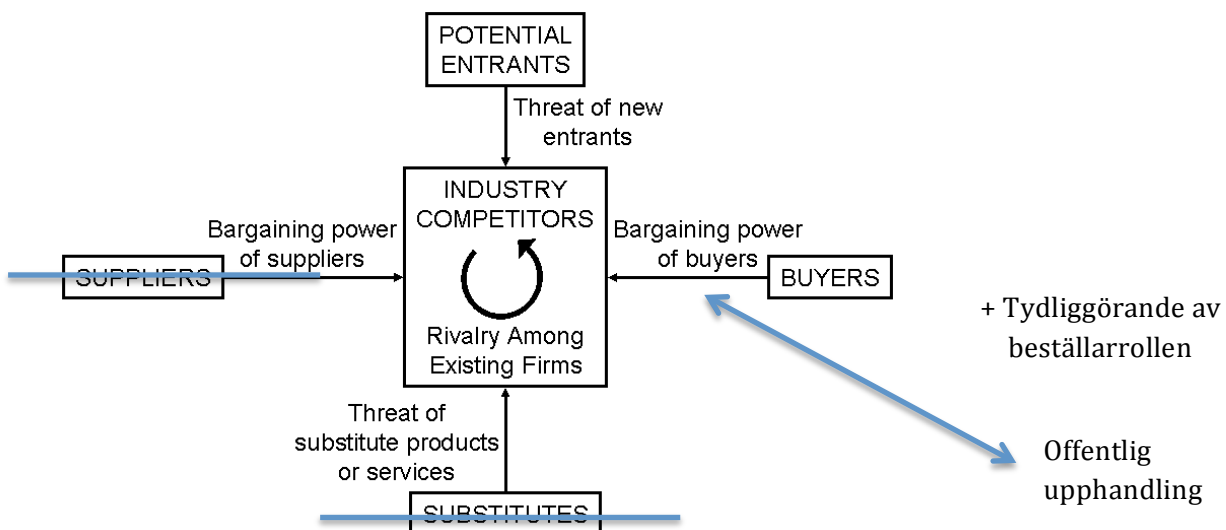 POTENTIAL
ENTRANTS
Threat of new
entrants
INDUSTRY
COMPETITORS
Rivalry Among
Existing Firms
Bargaining power
of suppliers
SUPPLIERS
Bargaining power
of buyers
BUYERS
+ Tydliggörande av
beställarrollen
Threat of
substitute products
or services
SUBSTITUTES
Offentlig
upphandling